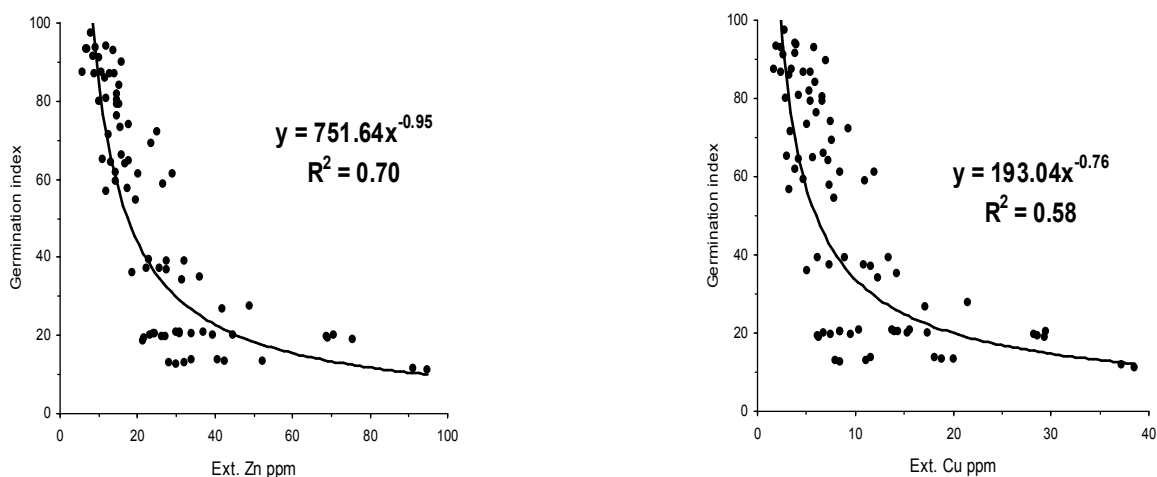 100
80
60
40
20
0
Germination index
y = 751.64x^-0.95
R² = 0.70
0 20 40 60 80 100
Ext. Zn ppm
100
80
60
40
20
0
Germination index
y = 193.04x^-0.76
R² = 0.58
0 10 20 30 40
Ext. Cu ppm